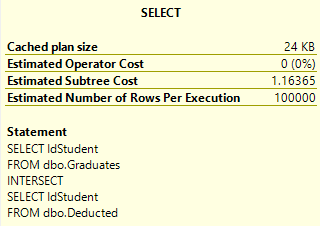 SELECT
Cached plan size 24 KB
Estimated Operator Cost 0 (0%)
Estimated Subtree Cost 1.16365
Estimated Number of Rows Per Execution 100000
Statement
SELECT IdStudent
FROM dbo.Graduates
INTERSECT
SELECT IdStudent
FROM dbo.Deducted